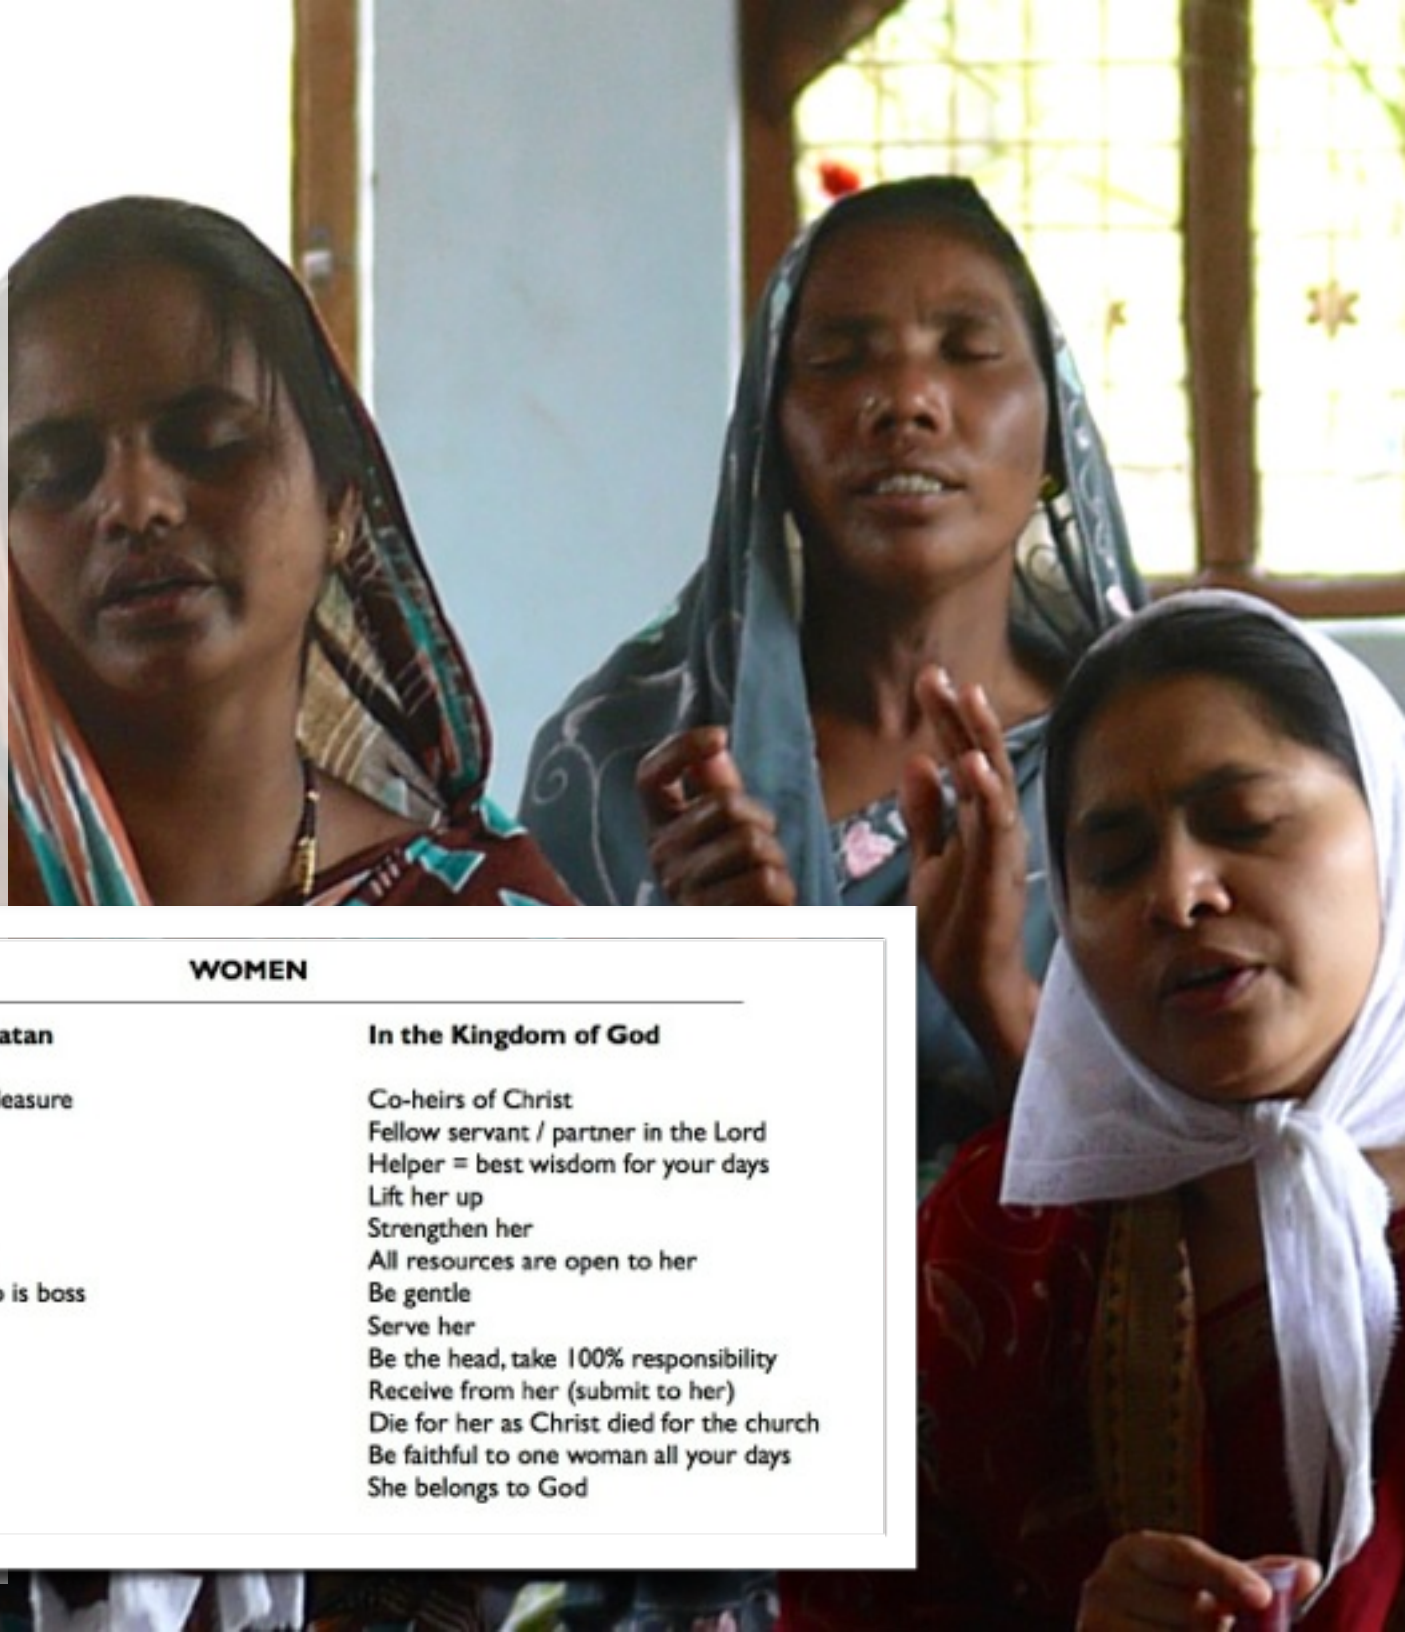 WOMEN
atan
In the Kingdom of God
leasure
Co-heirs of Christ
Fellow servant / partner in the Lord
Helper = best wisdom for your days
Lift her up
Strengthen her
All resources are open to her
is boss
Be gentle
Serve her
Be the head, take 100% responsibility
Receive from her (submit to her)
Die for her as Christ died for the church
Be faithful to one woman all your days
She belongs to God